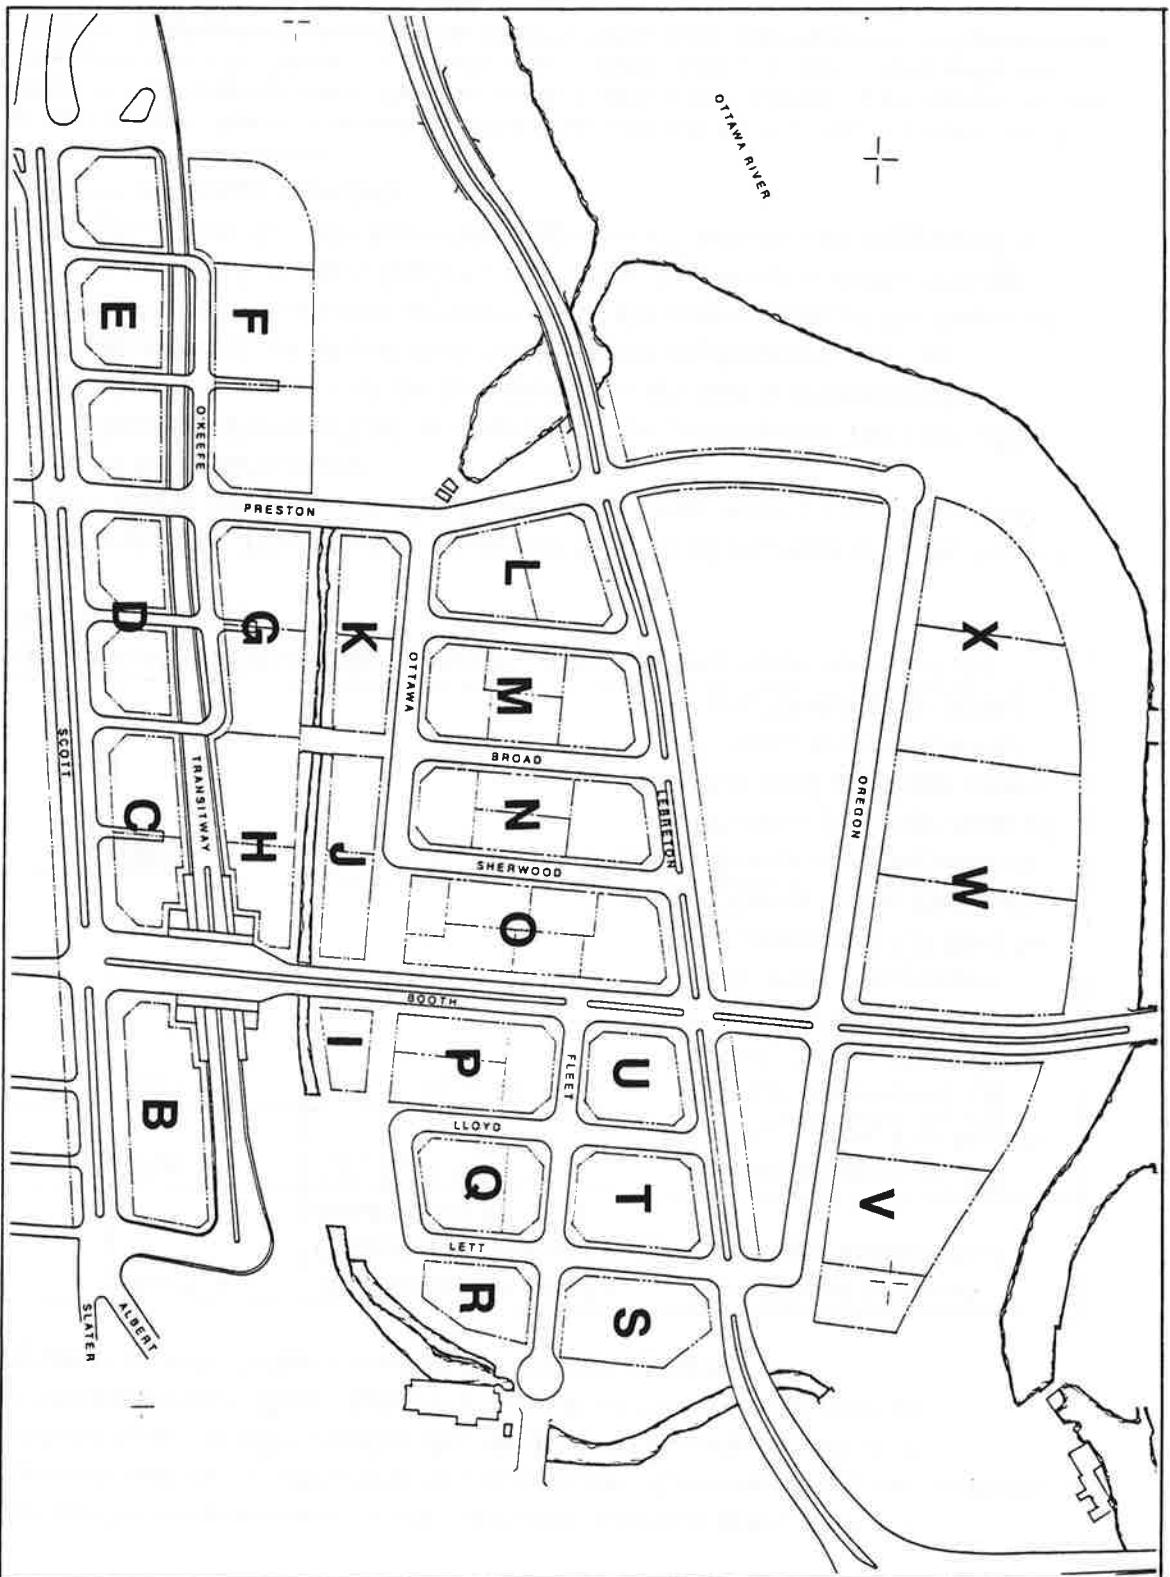 OTTAWA RIVER
X
W
V
OREGON
LEBRETON
L
M
N
O
U
T
S
BROAD
SHERWOOD
FLEET
P
Q
R
BOOTH
LLOYD
LETT
OTTAWA
K
J
I
PRESTON
F
G
H
O'KEEFE
TRANSITWAY
E
D
C
B
ALBERT
SCOTT
SLATER